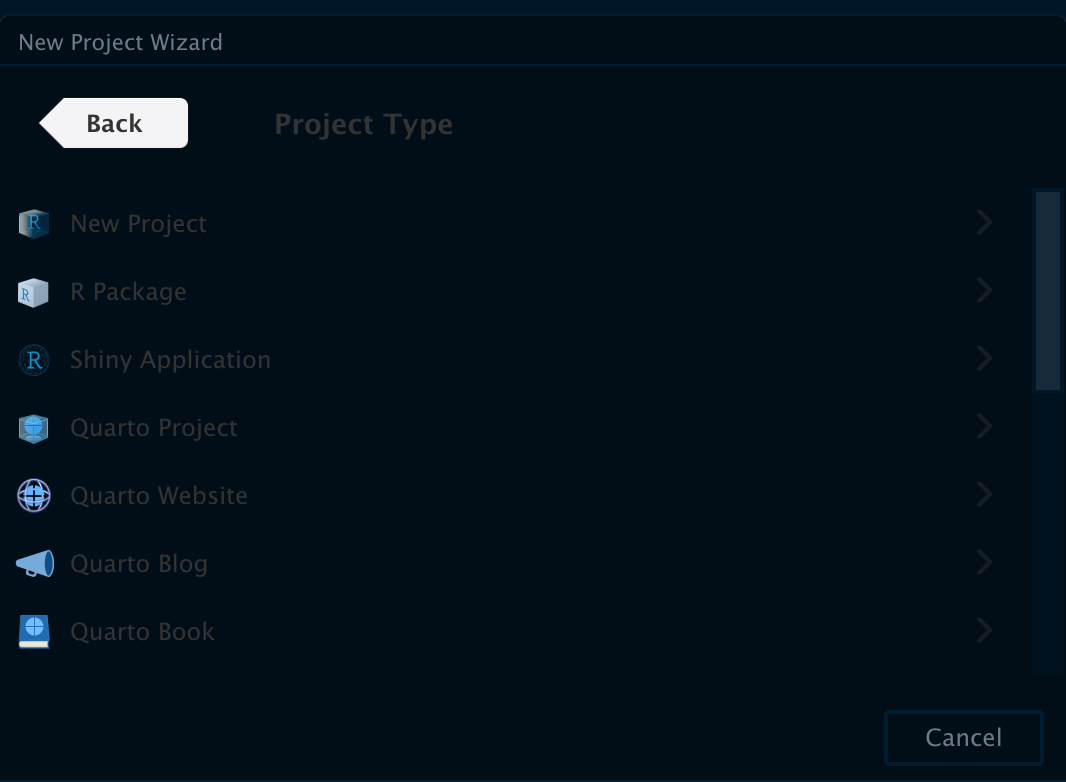 New Project Wizard
Back
Project Type
New Project
R Package
Shiny Application
Quarto Project
Quarto Website
Quarto Blog
Quarto Book
Cancel